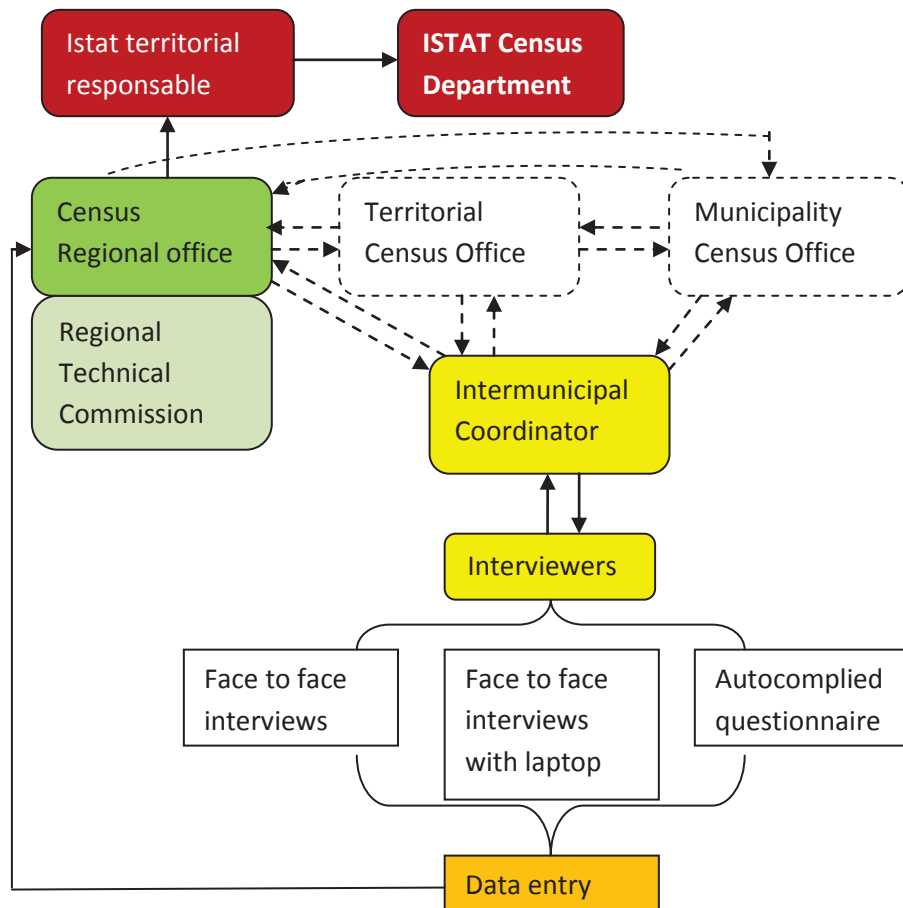 Istat territorial
responsable
ISTAT Census
Department
Census
Regional office
Territorial
Census Office
Municipality
Census Office
Regional
Technical
Commission
Intermunicipal
Coordinator
Interviewers
Face to face
interviews
Face to face
interviews
with laptop
Autocomplied
questionnaire
Data entry